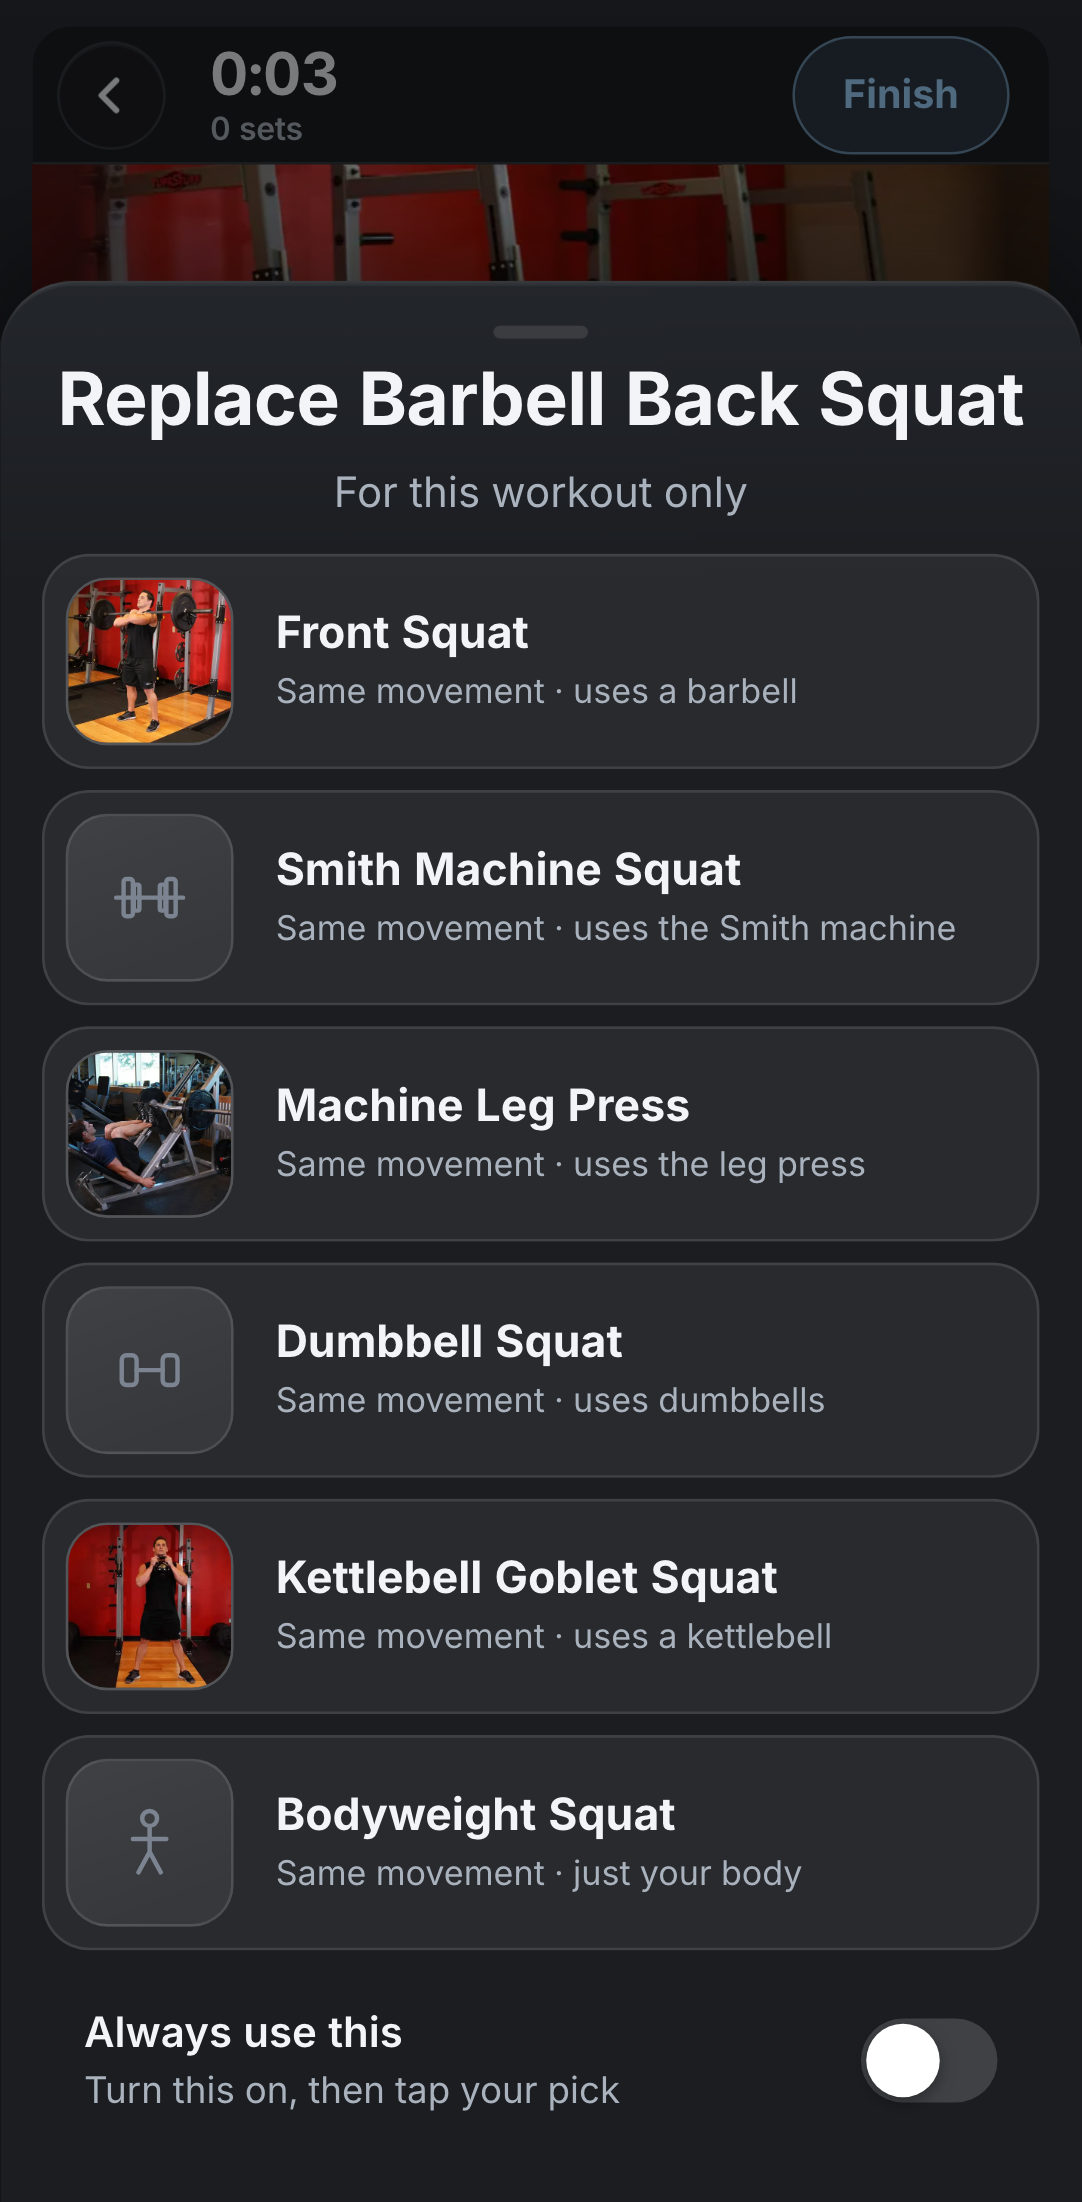 0:03
0 sets
Finish
Replace Barbell Back Squat
For this workout only
Front Squat
Same movement · uses a barbell
Smith Machine Squat
Same movement · uses the Smith machine
Machine Leg Press
Same movement · uses the leg press
Dumbbell Squat
Same movement · uses dumbbells
Kettlebell Goblet Squat
Same movement · uses a kettlebell
Bodyweight Squat
Same movement · just your body
Always use this
Turn this on, then tap your pick